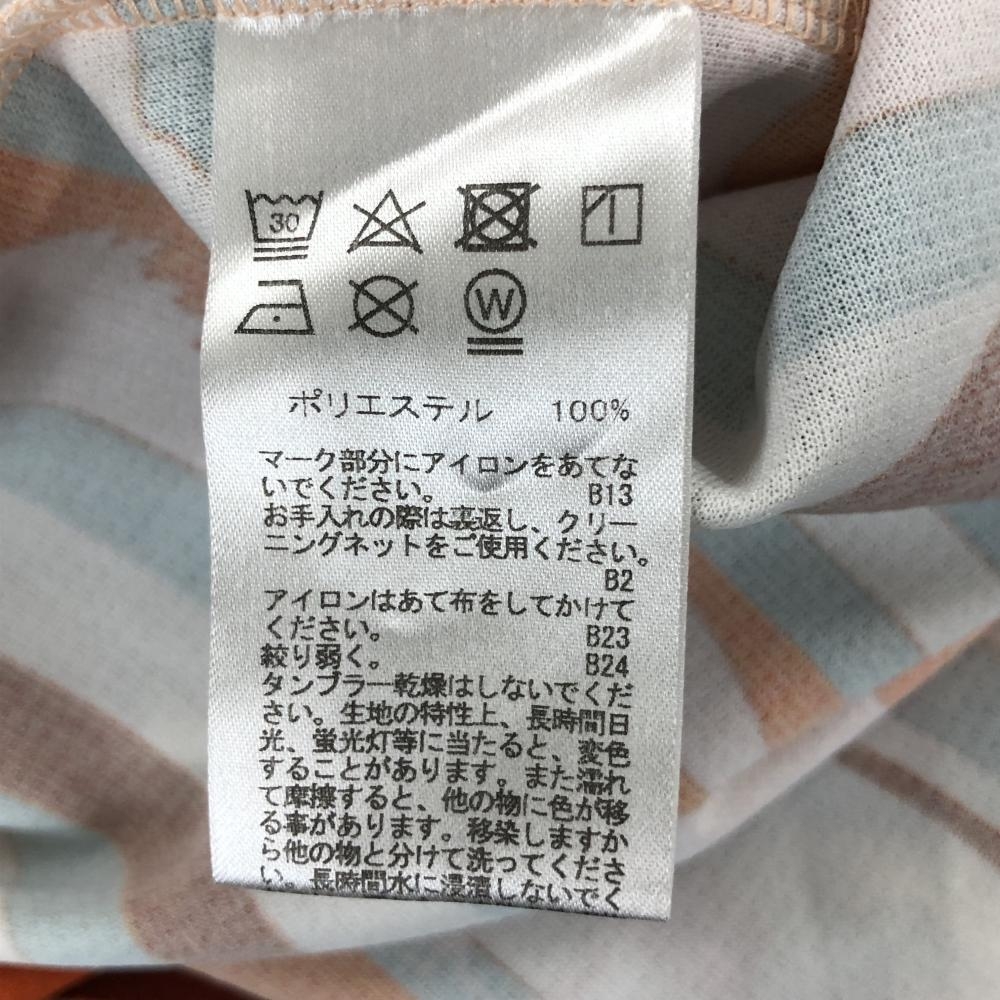 30
W
ポリエステル 100%
マーク部分にアイロンをあてな
いでください。 B13
お手入れの際は裏返し、クリー
ニングネットをご使用ください。
B2
アイロンはあて布をしてかけて
ください。 B23
絞り弱く。 B24
タンブラー乾燥はしないでくだ
さい。生地の特性上、長時間日
光、蛍光灯等に当たると、変色
することがあります。また濡れ
て摩擦すると、他の物に色が移
る事があります。移染しますか
ら他の物と分けて洗ってくださ
い。長時間水に浸漬しないでく